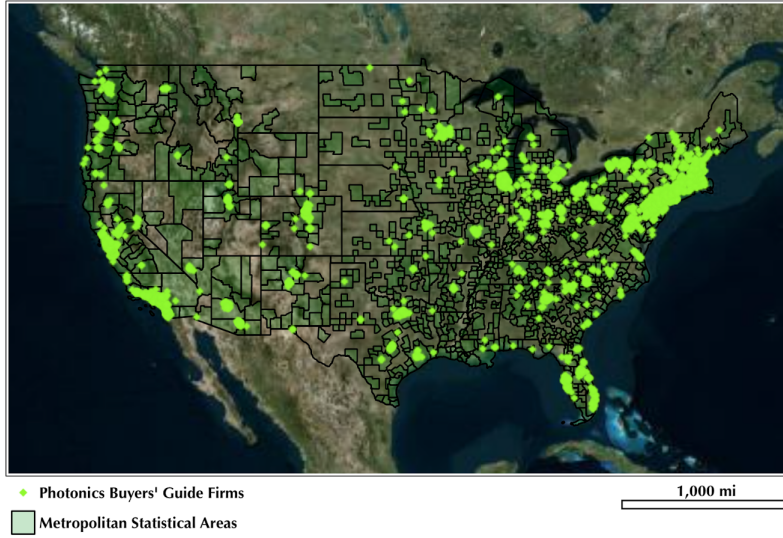 Photonics Buyers' Guide Firms
1,000 mi
Metropolitan Statistical Areas